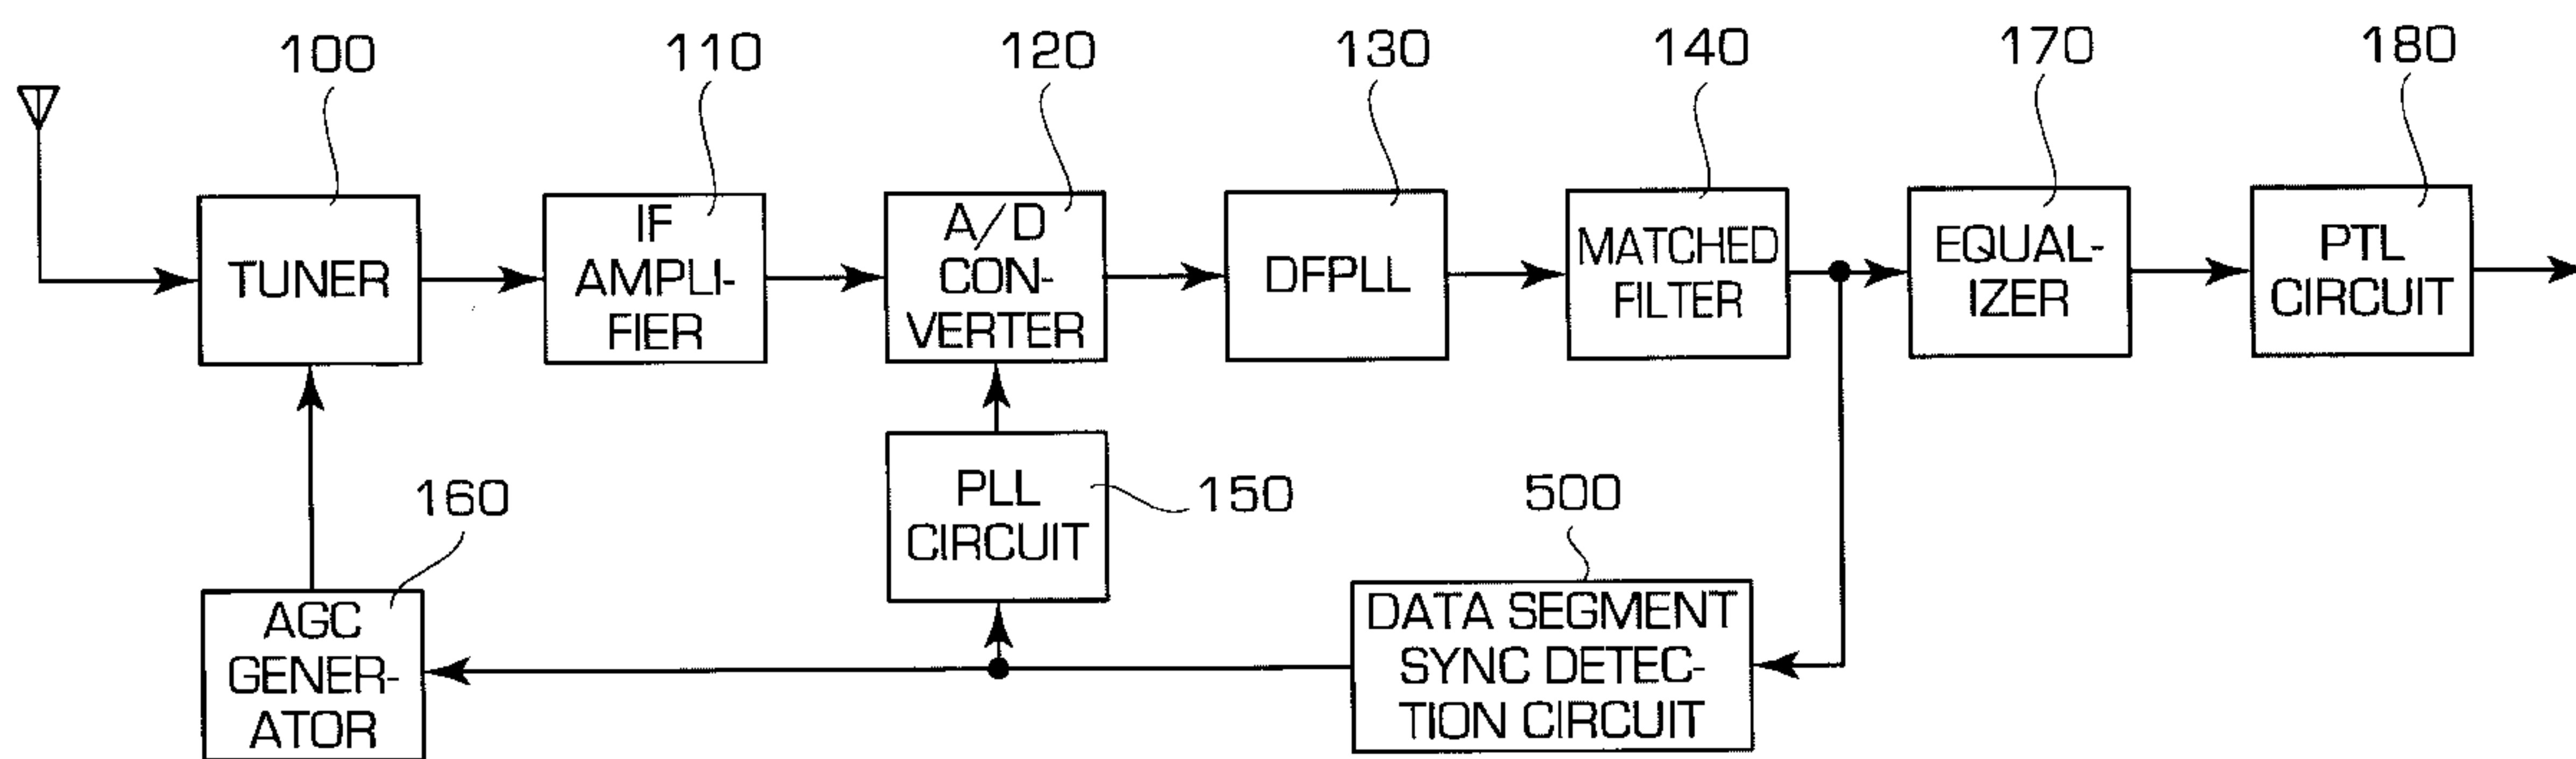 100
110
120
130
140
170
180
TUNER
IF
AMPLI-
FIER
A/D
CON-
VERTER
DFPLL
MATCHED
FILTER
EQUAL-
IZER
PTL
CIRCUIT
PLL
CIRCUIT
150
160
500
AGC
GENER-
ATOR
DATA SEGMENT
SYNC DETEC-
TION CIRCUIT